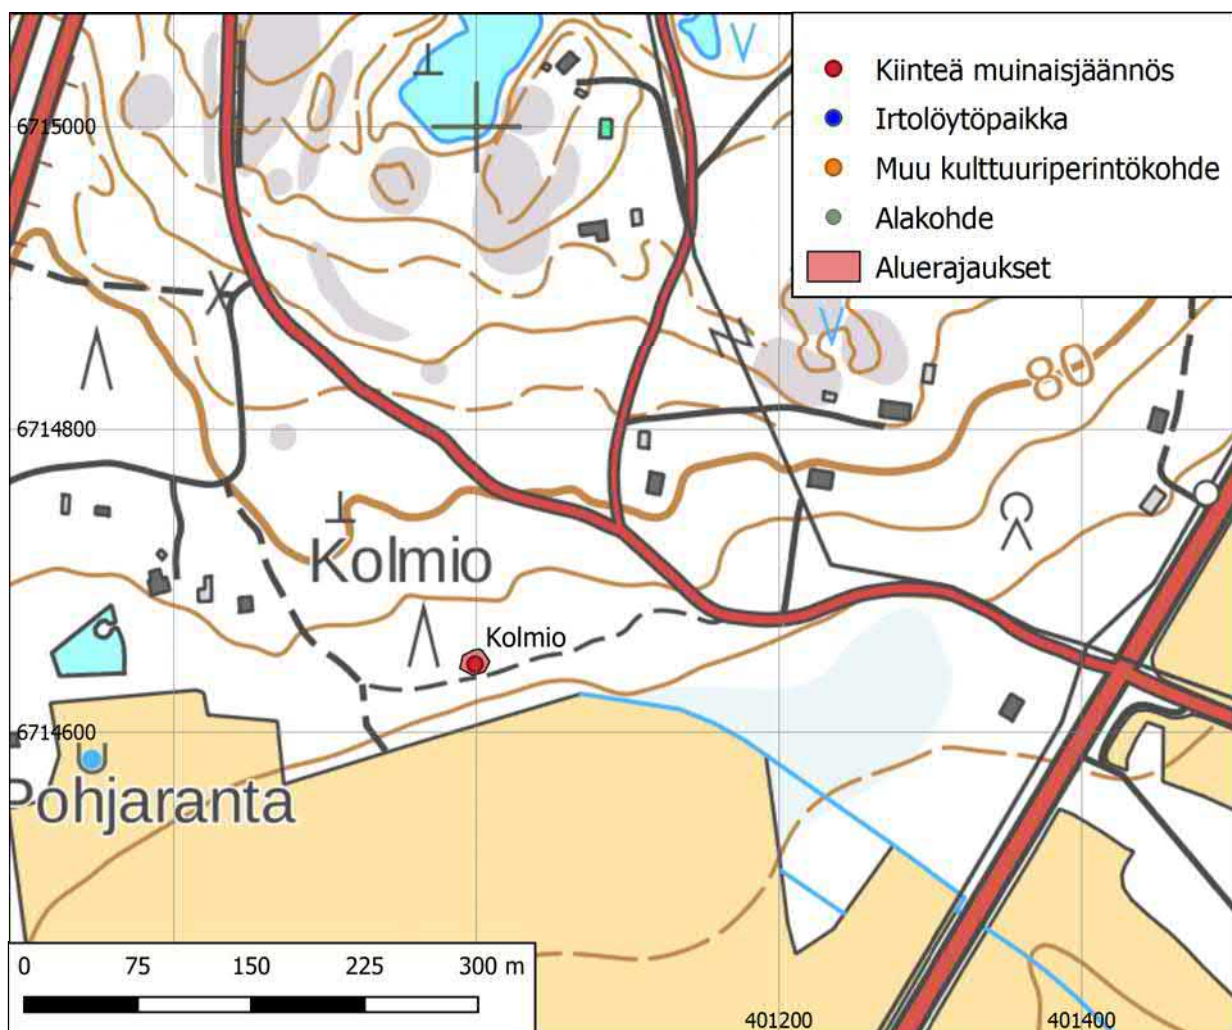 Kiinteä muinaisjäännös
Irtolöytöpaikka
Muu kulttuuriperintökohde
Alakohde
Aluerajaukset
6715000
80
6714800
Kolmio
Kolmio
6714600
Pohjaranta
0 75 150 225 300 m
401200 401400